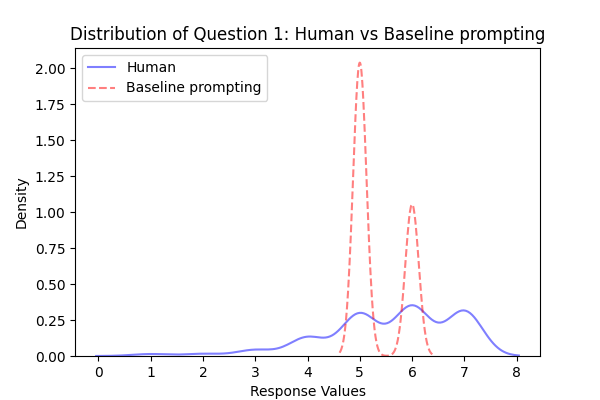 Distribution of Question 1: Human vs Baseline prompting
Human
Baseline prompting
2.00
1.75
1.50
1.25
1.00
0.75
0.50
0.25
0.00
Density
0 1 2 3 4 5 6 7 8
Response Values